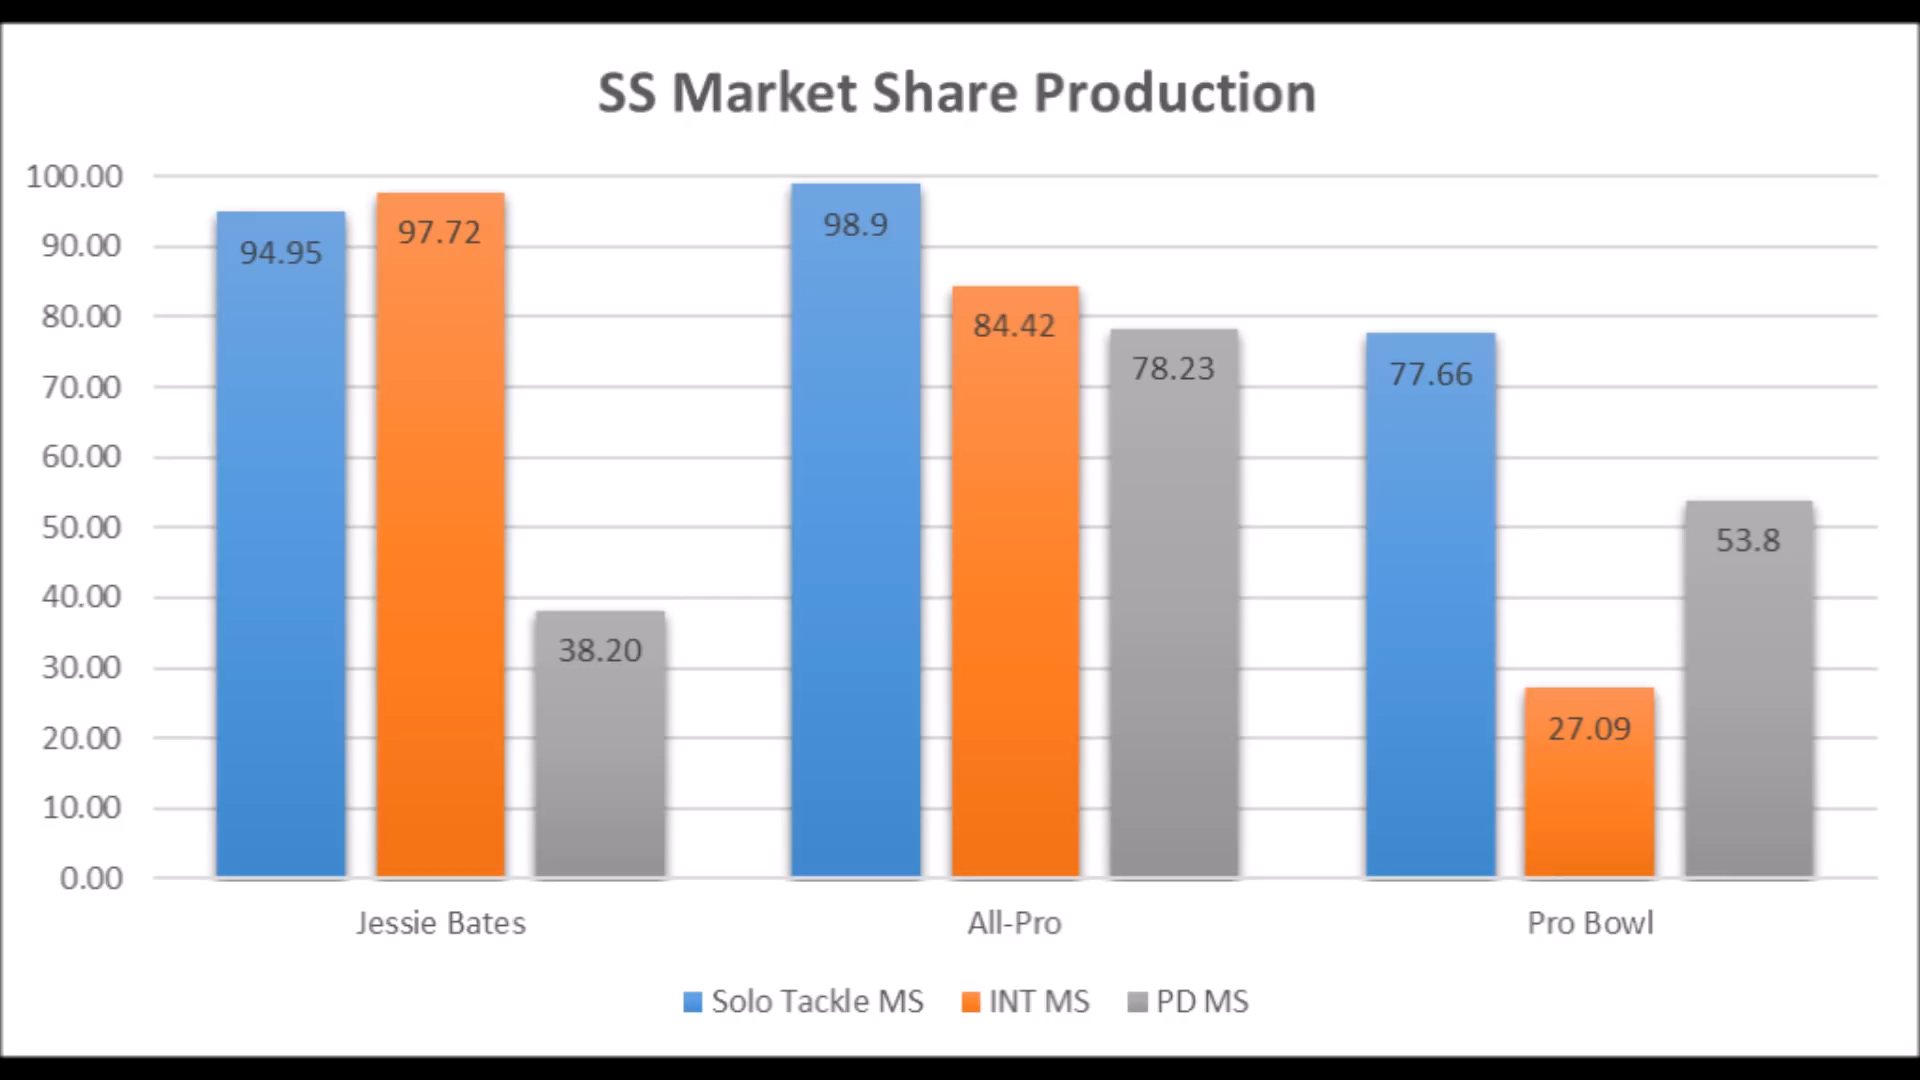 SS Market Share Production
100.00
90.00
80.00
70.00
60.00
50.00
40.00
30.00
20.00
10.00
0.00
94.95
97.72
38.20
98.9
84.42
78.23
77.66
27.09
53.8
Jessie Bates
All-Pro
Pro Bowl
Solo Tackle MS
INT MS
PD MS